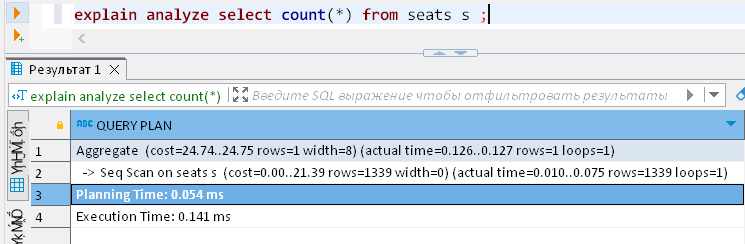 explain analyze select count(*) from seats s ;
Результат 1
explain analyze select count(*)
Введите SQL выражение чтобы отфильтровать результаты
ABC QUERY PLAN
1 Aggregate (cost=24.74..24.75 rows=1 width=8) (actual time=0.126..0.127 rows=1 loops=1)
2 -> Seq Scan on seats s (cost=0.00..21.39 rows=1339 width=0) (actual time=0.010..0.075 rows=1339 loops=1)
3 Planning Time: 0.054 ms
4 Execution Time: 0.141 ms